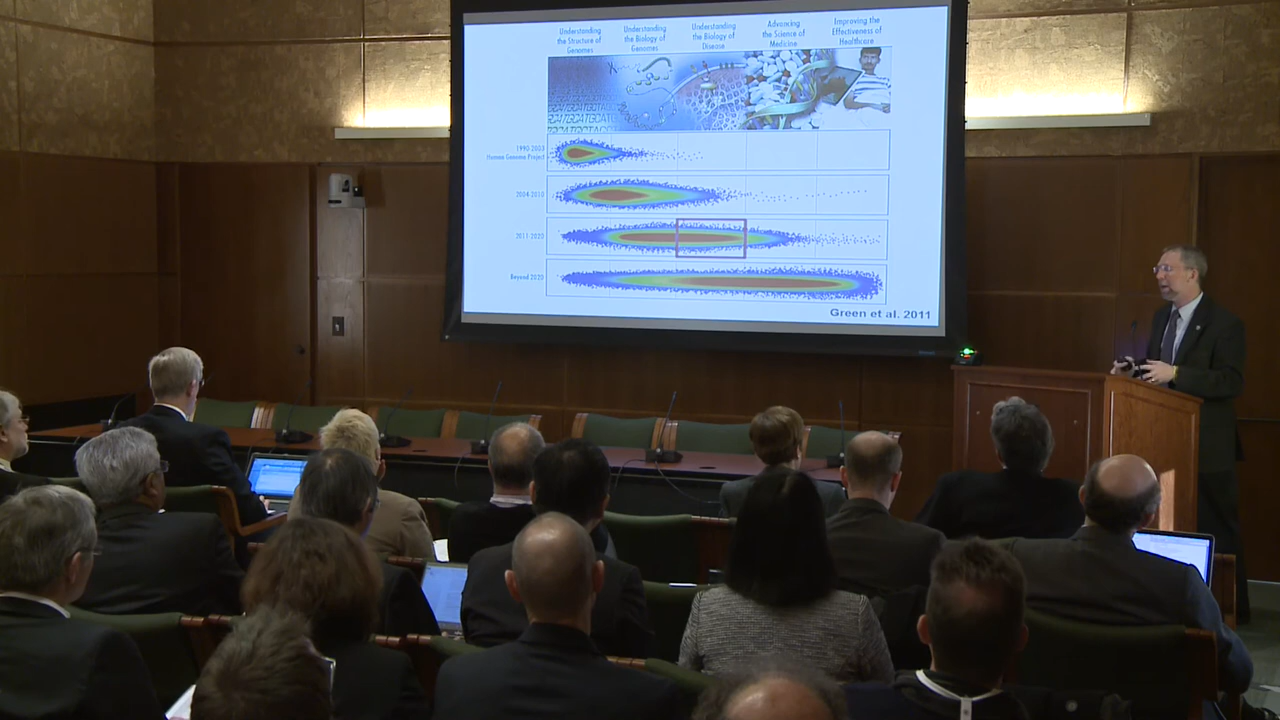 Understanding
the Structure of
Genomes
Understanding
the Biology of
Genomes
Understanding
the Biology of
Disease
Advancing
the Science of
Medicine
Improving the
Effectiveness of
Healthcare
1990-2003
Human Genome Project
2004-2010
2011-2020
Beyond 2020
Green et al. 2011